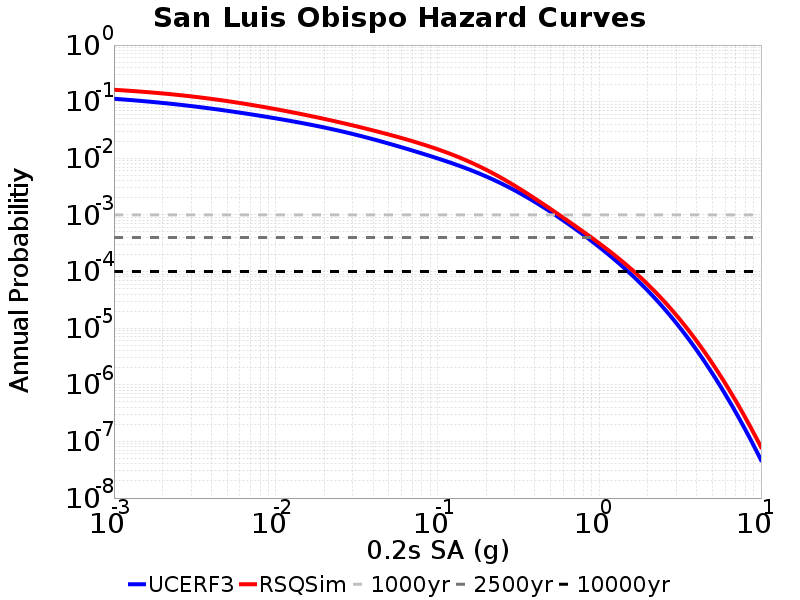 San Luis Obispo Hazard Curves
Annual Probabilitiy
10^0
10^-1
10^-2
10^-3
10^-4
10^-5
10^-6
10^-7
10^-8
10^-3 10^-2 10^-1 10^0 10^1
0.2s SA (g)
UCERF3 RSQSim 1000yr 2500yr 10000yr